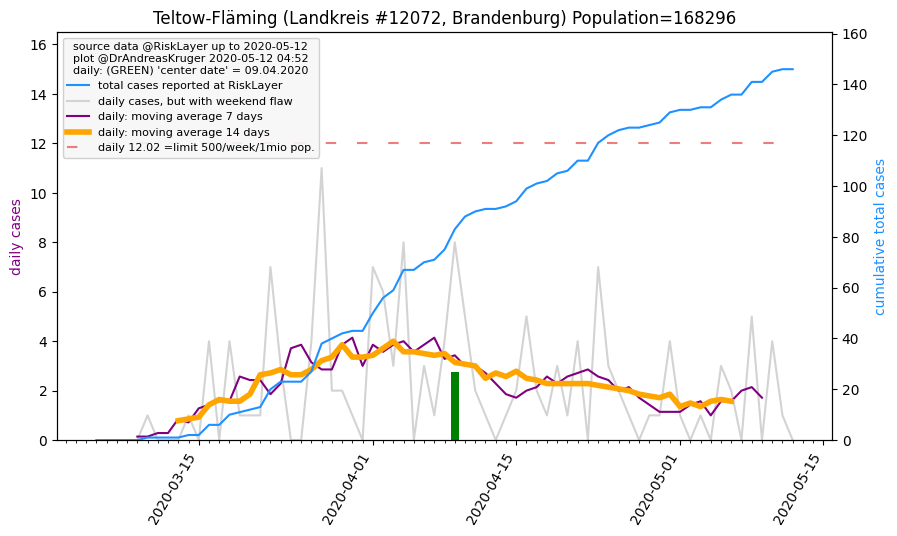 Teltow-Fläming (Landkreis #12072, Brandenburg) Population=168296
source data @RiskLayer up to 2020-05-12
plot @DrAndreasKruger 2020-05-12 04:52
daily: (GREEN) 'center date' = 09.04.2020
total cases reported at RiskLayer
daily cases, but with weekend flaw
daily: moving average 7 days
daily: moving average 14 days
daily 12.02 =limit 500/week/1mio pop.
daily cases
16
14
12
10
8
6
4
2
0
cumulative total cases
160
140
120
100
80
60
40
20
0
2020-03-15
2020-04-01
2020-04-15
2020-05-01
2020-05-15